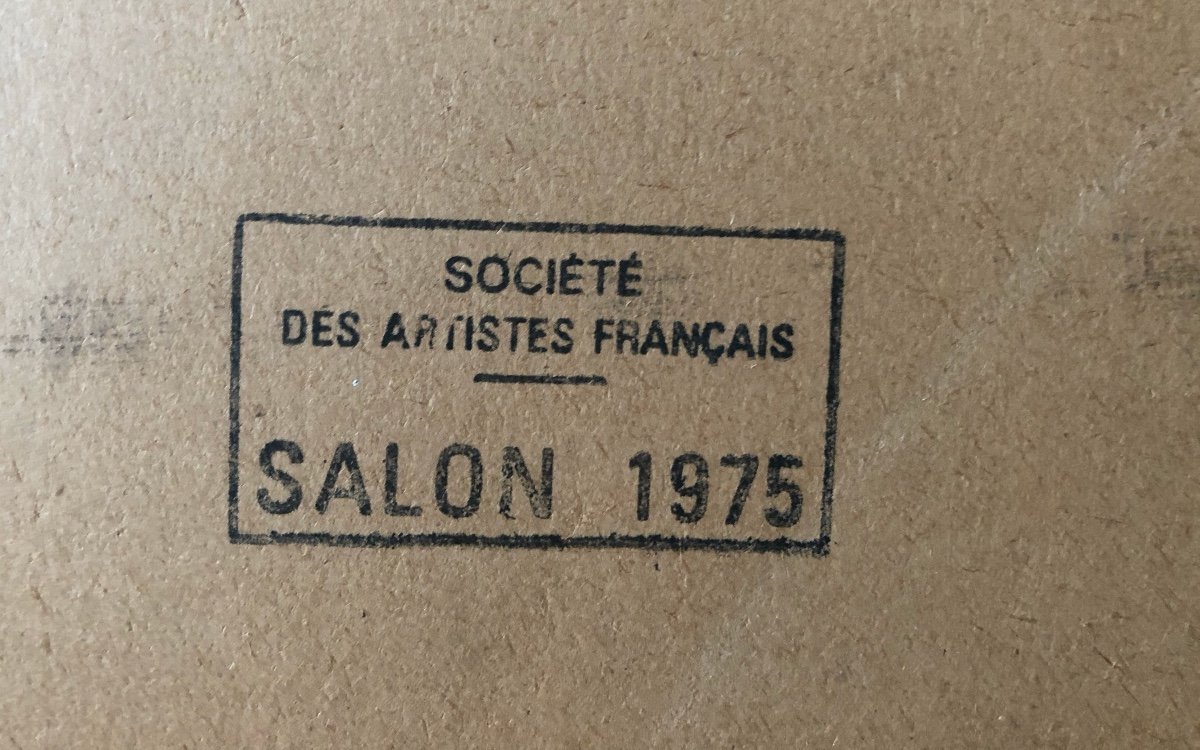 SOCIÉTÉ
DES ARTISTES FRANÇAIS
SALON 1975